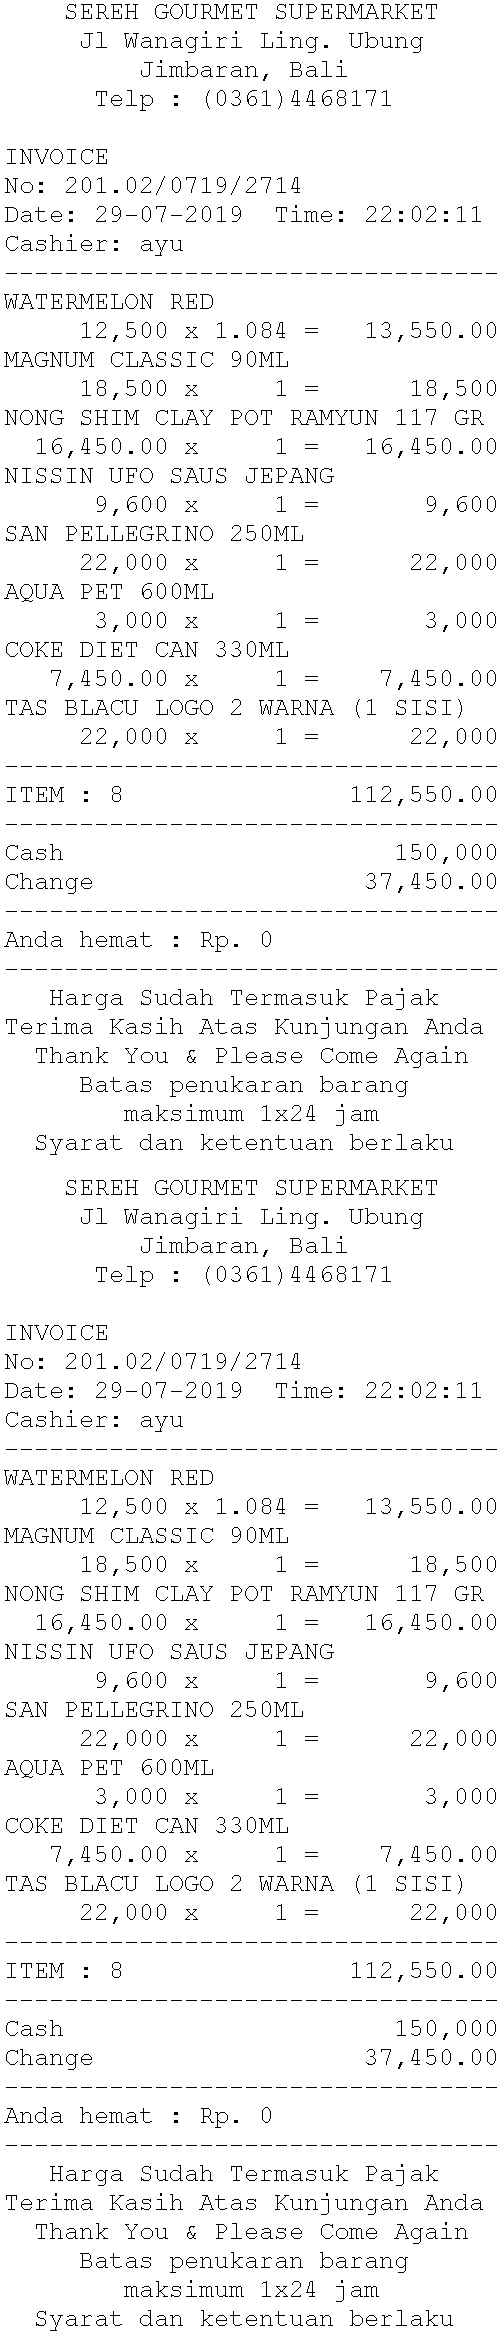 SEREH GOURMET SUPERMARKET
Jl Wanagiri Ling. Ubung
Jimbaran, Bali
Telp : (0361)4468171
INVOICE
No: 201.02/0719/2714
Date: 29-07-2019  Time: 22:02:11
Cashier: ayu
---------------------------------
WATERMELON RED
12,500 x 1.084 =   13,550.00
MAGNUM CLASSIC 90ML
18,500 x     1 =      18,500
NONG SHIM CLAY POT RAMYUN 117 GR
16,450.00 x     1 =   16,450.00
NISSIN UFO SAUS JEPANG
9,600 x     1 =       9,600
SAN PELLEGRINO 250ML
22,000 x     1 =      22,000
AQUA PET 600ML
3,000 x     1 =       3,000
COKE DIET CAN 330ML
7,450.00 x     1 =    7,450.00
TAS BLACU LOGO 2 WARNA (1 SISI)
22,000 x     1 =      22,000
---------------------------------
ITEM : 8               112,550.00
---------------------------------
Cash                      150,000
Change                  37,450.00
---------------------------------
Anda hemat : Rp. 0
---------------------------------
Harga Sudah Termasuk Pajak
Terima Kasih Atas Kunjungan Anda
Thank You & Please Come Again
Batas penukaran barang
maksimum 1x24 jam
Syarat dan ketentuan berlaku
SEREH GOURMET SUPERMARKET
Jl Wanagiri Ling. Ubung
Jimbaran, Bali
Telp : (0361)4468171
INVOICE
No: 201.02/0719/2714
Date: 29-07-2019  Time: 22:02:11
Cashier: ayu
---------------------------------
WATERMELON RED
12,500 x 1.084 =   13,550.00
MAGNUM CLASSIC 90ML
18,500 x     1 =      18,500
NONG SHIM CLAY POT RAMYUN 117 GR
16,450.00 x     1 =   16,450.00
NISSIN UFO SAUS JEPANG
9,600 x     1 =       9,600
SAN PELLEGRINO 250ML
22,000 x     1 =      22,000
AQUA PET 600ML
3,000 x     1 =       3,000
COKE DIET CAN 330ML
7,450.00 x     1 =    7,450.00
TAS BLACU LOGO 2 WARNA (1 SISI)
22,000 x     1 =      22,000
---------------------------------
ITEM : 8               112,550.00
---------------------------------
Cash                      150,000
Change                  37,450.00
---------------------------------
Anda hemat : Rp. 0
---------------------------------
Harga Sudah Termasuk Pajak
Terima Kasih Atas Kunjungan Anda
Thank You & Please Come Again
Batas penukaran barang
maksimum 1x24 jam
Syarat dan ketentuan berlaku